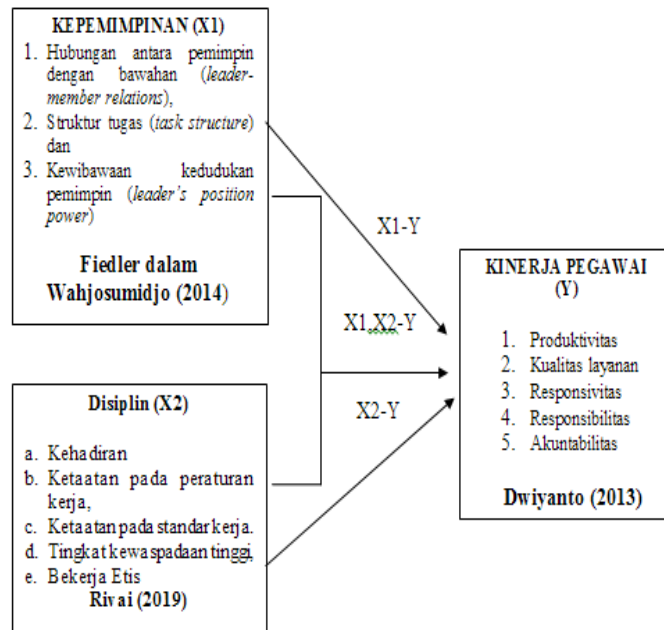 KEPEMIMPINAN (X1)
1. Hubungan antara pemimpin
dengan bawahan (leader-
member relations),
2. Struktur tugas (task structure)
dan
3. Kewibawaan kedudukan
pemimpin (leader's position
power)
Fiedler dalam
Wahjosumidjo (2014)
Disiplin (X2)
a. Kehadiran
b. Ketaatan pada peraturan
kerja,
c. Ketaatan pada standar kerja.
d. Tingkat kewaspadaan tinggi,
e. Bekerja Etis
Rivai (2019)
X1-Y
X1,X2-Y
X2-Y
KINERJA PEGAWAI
(Y)
1. Produktivitas
2. Kualitas layanan
3. Responsivitas
4. Responsibilitas
5. Akuntabilitas
Dwiyanto (2013)